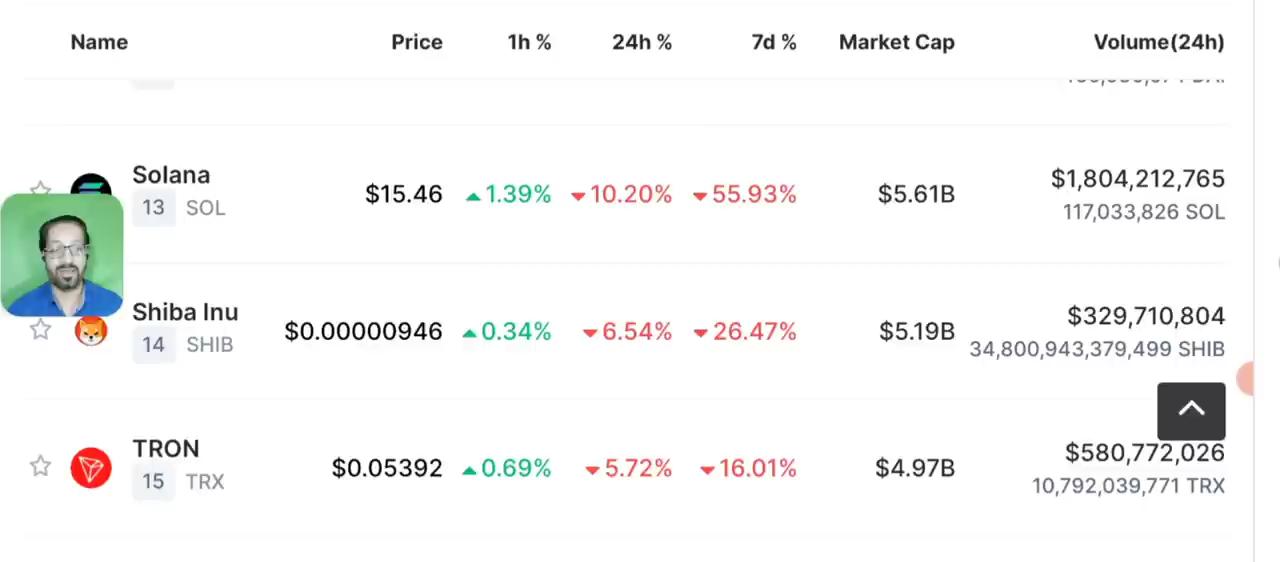 Name Price 1h % 24h % 7d % Market Cap Volume(24h)
Solana $15.46 1.39% 10.20% 55.93% $5.61B $1,804,212,765
13 SOL 117,033,826 SOL
Shiba Inu $0.00000946 0.34% 6.54% 26.47% $5.19B $329,710,804
14 SHIB 34,800,943,379,499 SHIB
TRON $0.05392 0.69% 5.72% 16.01% $4.97B $580,772,026
15 TRX 10,792,039,771 TRX